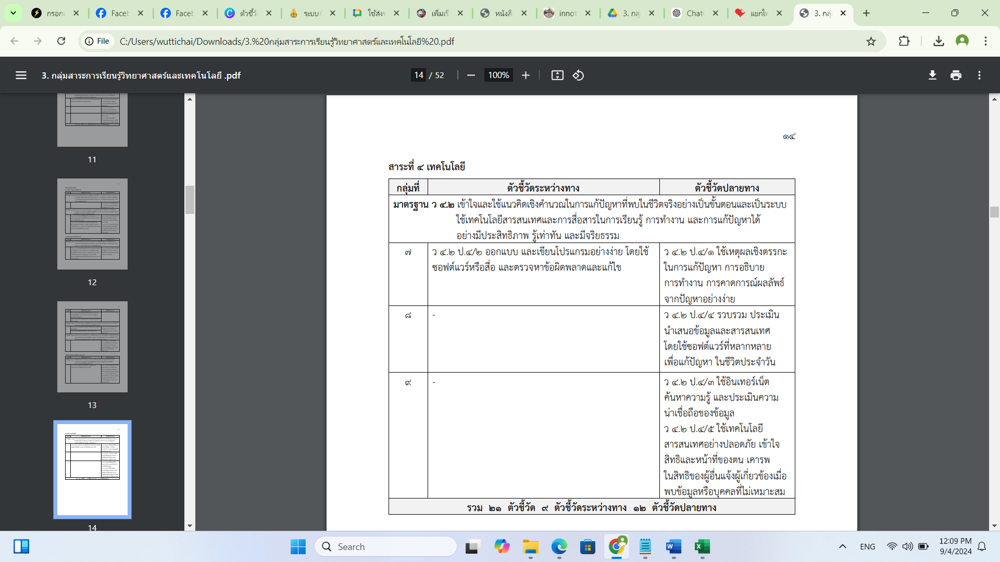 กรอกเ
Faceb
Faceb
ตัวชี้วั
ระบบล
ใช้ส่งช
เพิ่มเรื
หนังสื
innot
3. กลุ่
Chat
แยกไฟ
3. กลุ่
File
C:/Users/wuttichai/Downloads/3.%20กลุ่มสาระการเรียนรู้วิทยาศาสตร์และเทคโนโลยี%20.pdf
3. กลุ่มสาระการเรียนรู้วิทยาศาสตร์และเทคโนโลยี .pdf
14 / 52
100%
11
12
13
14
๑๔
สาระที่ ๔ เทคโนโลยี
กลุ่มที่ ตัวชี้วัดระหว่างทาง ตัวชี้วัดปลายทาง
มาตรฐาน ว ๔.๒ เข้าใจและใช้แนวคิดเชิงคำนวณในการแก้ปัญหาที่พบในชีวิตจริงอย่างเป็นขั้นตอนและเป็นระบบ
ใช้เทคโนโลยีสารสนเทศและการสื่อสารในการเรียนรู้ การทำงาน และการแก้ปัญหาได้
อย่างมีประสิทธิภาพ รู้เท่าทัน และมีจริยธรรม
๗
ว ๔.๒ ป.๔/๒ ออกแบบ และเขียนโปรแกรมอย่างง่าย โดยใช้
ซอฟต์แวร์หรือสื่อ และตรวจหาข้อผิดพลาดและแก้ไข
ว ๔.๒ ป.๔/๑ ใช้เหตุผลเชิงตรรกะ
ในการแก้ปัญหา การอธิบาย
การทำงาน การคาดการณ์ผลลัพธ์
จากปัญหาอย่างง่าย
๘
-
ว ๔.๒ ป.๔/๔ รวบรวม ประเมิน
นำเสนอข้อมูลและสารสนเทศ
โดยใช้ซอฟต์แวร์ที่หลากหลาย
เพื่อแก้ปัญหา ในชีวิตประจำวัน
๙
-
ว ๔.๒ ป.๔/๓ ใช้อินเทอร์เน็ต
ค้นหาความรู้ และประเมินความ
น่าเชื่อถือของข้อมูล
ว ๔.๒ ป.๔/๕ ใช้เทคโนโลยี
สารสนเทศอย่างปลอดภัย เข้าใจ
สิทธิและหน้าที่ของตน เคารพ
ในสิทธิของผู้อื่นแจ้งผู้เกี่ยวข้องเมื่อ
พบข้อมูลหรือบุคคลที่ไม่เหมาะสม
รวม ๒๑ ตัวชี้วัด ๙ ตัวชี้วัดระหว่างทาง ๑๒ ตัวชี้วัดปลายทาง
Search
ENG
12:09 PM
9/4/2024